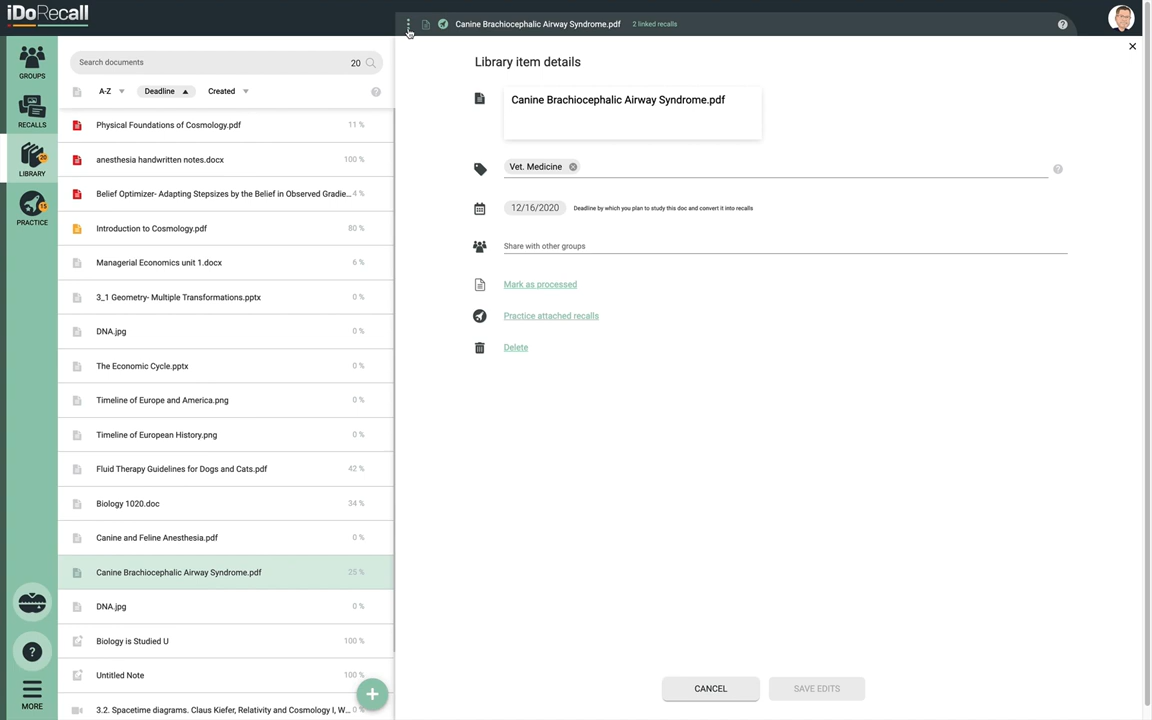 iDoRecall
Canine Brachiocephalic Airway Syndrome.pdf
2 linked recalls
?
GROUPS
RECALLS
20
LIBRARY
15
PRACTICE
?
MORE
Search documents
20
A-Z
Deadline
Created
?
Physical Foundations of Cosmology.pdf 11 %
anesthesia handwritten notes.docx 100 %
Belief Optimizer- Adapting Stepsizes by the Belief in Observed Gradie... 4 %
Introduction to Cosmology.pdf 80 %
Managerial Economics unit 1.docx 6 %
3_1 Geometry- Multiple Transformations.pptx 0 %
DNA.jpg 0 %
The Economic Cycle.pptx 0 %
Timeline of Europe and America.png 0 %
Timeline of European History.png 0 %
Fluid Therapy Guidelines for Dogs and Cats.pdf 42 %
Biology 1020.doc 34 %
Canine and Feline Anesthesia.pdf 0 %
Canine Brachiocephalic Airway Syndrome.pdf 25 %
DNA.jpg 0 %
Biology is Studied U 100 %
Untitled Note 100 %
3.2. Spacetime diagrams. Claus Kiefer, Relativity and Cosmology I, W... 0 %
+
Library item details
Canine Brachiocephalic Airway Syndrome.pdf
Vet. Medicine
?
12/16/2020 Deadline by which you plan to study this doc and convert it into recalls
Share with other groups
Mark as processed
Practice attached recalls
Delete
CANCEL
SAVE EDITS